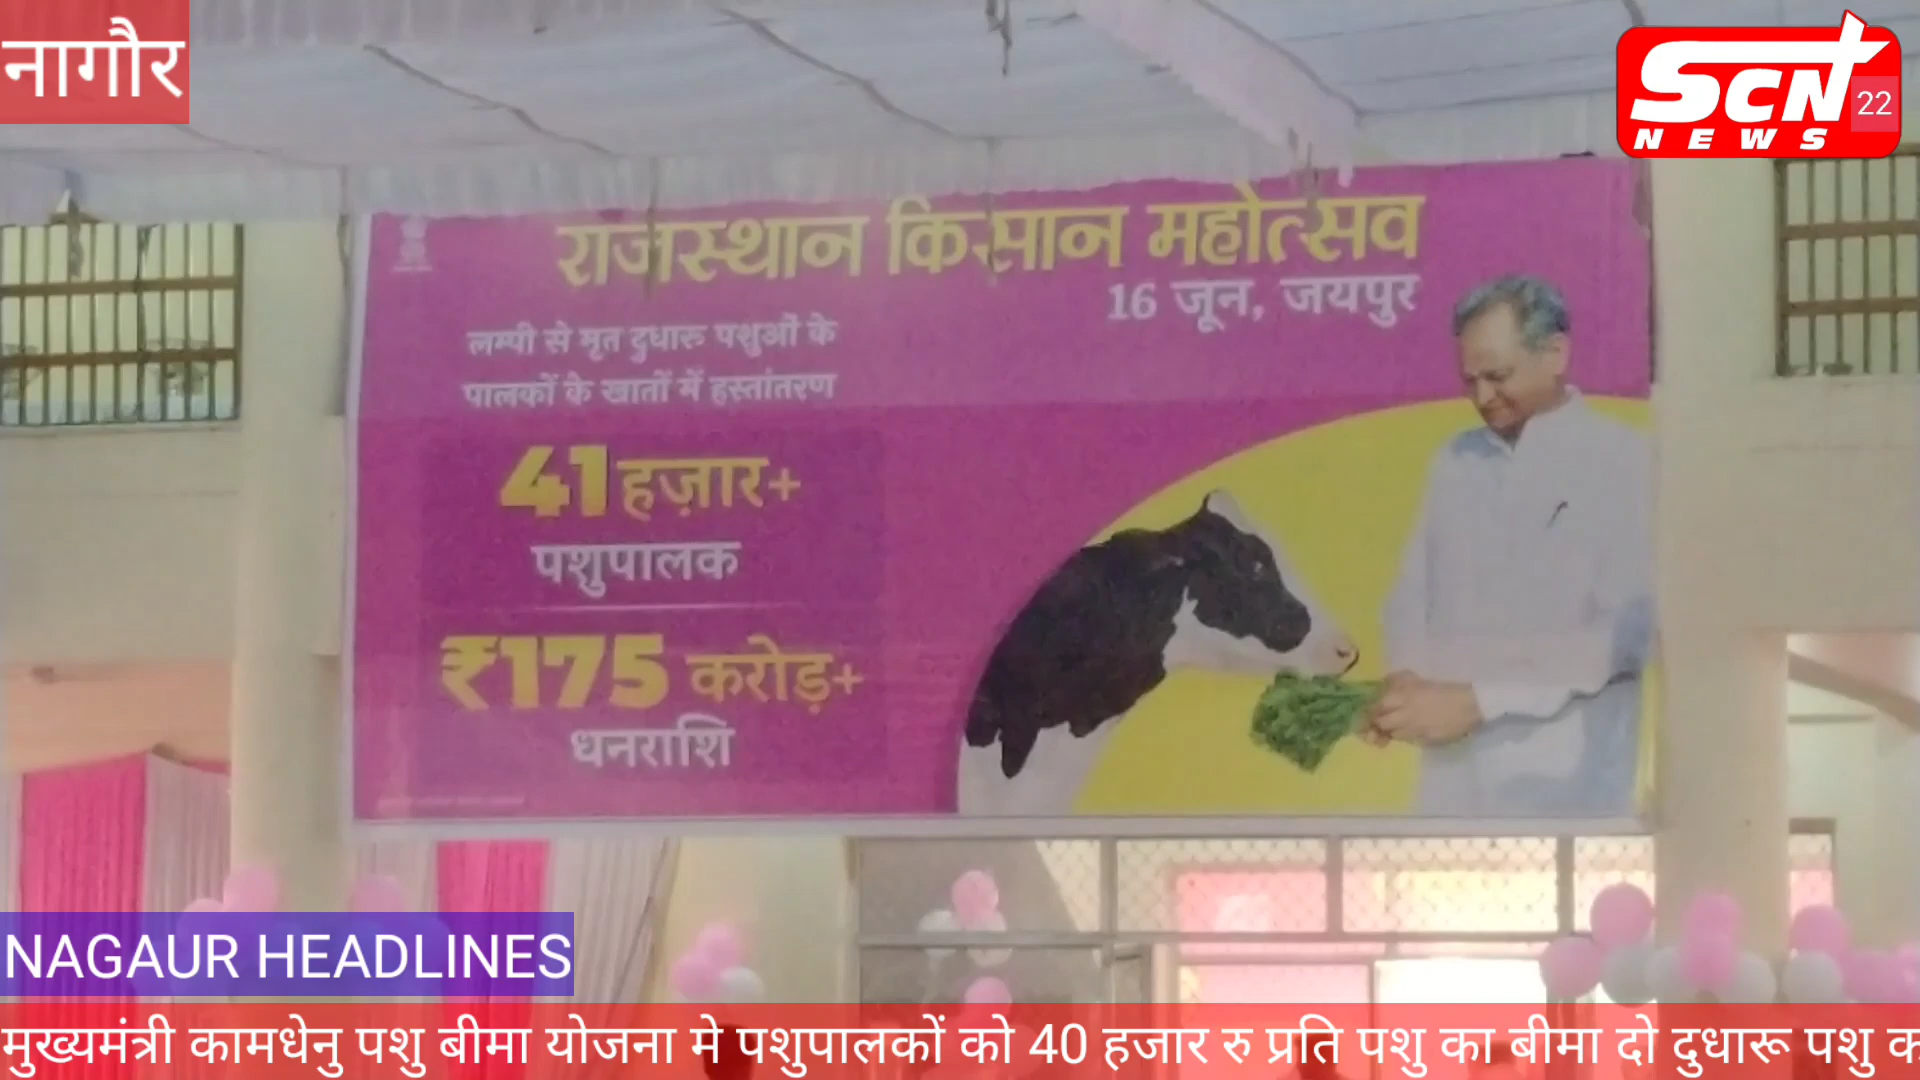 नागौर
SCN
NEWS
22
राजस्थान किसान महोत्सव
16 जून, जयपुर
लम्पी से मृत दुधारू पशुओं के
पालकों के खातों में हस्तांतरण
41 हज़ार+
पशुपालक
₹175 करोड़+
धनराशि
NAGAUR HEADLINES
मुख्यमंत्री कामधेनु पशु बीमा योजना मे पशुपालकों को 40 हजार रु प्रति पशु का बीमा दो दुधारू पशु